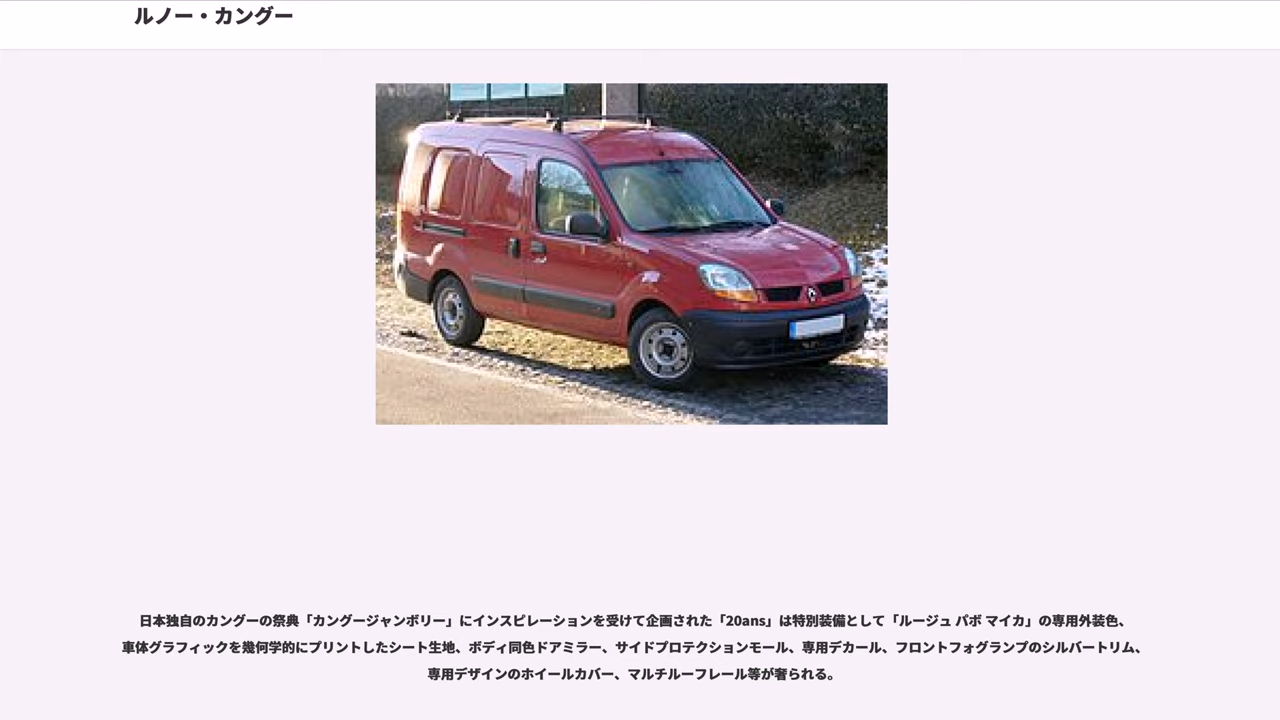 ルノー・カングー
日本独自のカングーの祭典「カングージャンボリー」にインスピレーションを受けて企画された「20ans」は特別装備として「ルージュ パボ マイカ」の専用外装色、
車体グラフィックを幾何学的にプリントしたシート生地、ボディ同色ドアミラー、サイドプロテクションモール、専用デカール、フロントフォグランプのシルバートリム、
専用デザインのホイールカバー、マルチルーフレール等が奢られる。